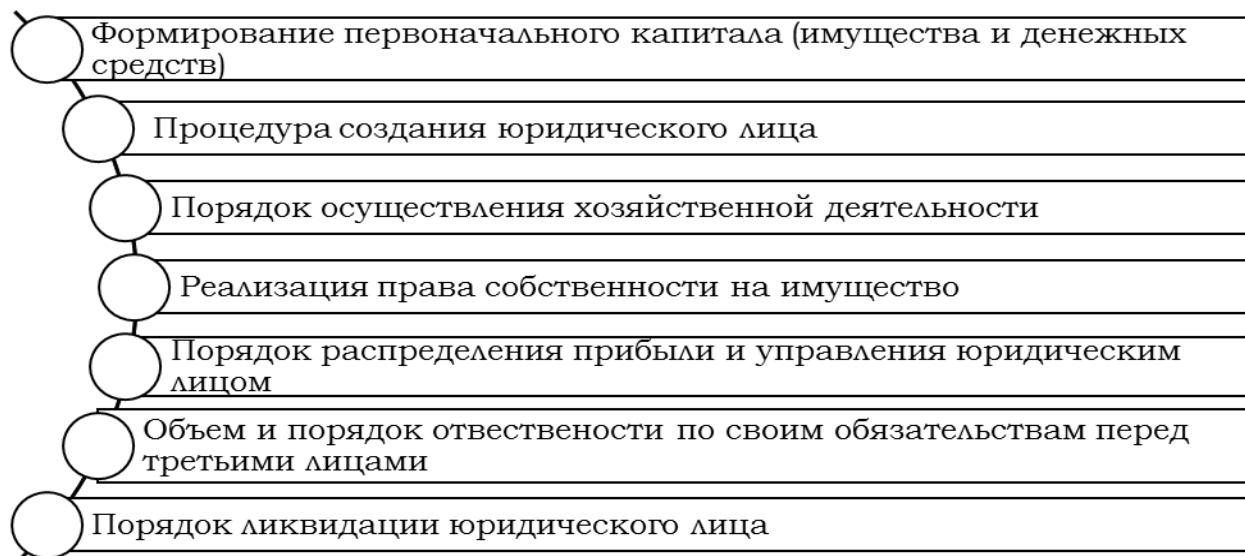 Формирование первоначального капитала (имущества и денежных
средств)
Процедура создания юридического лица
Порядок осуществления хозяйственной деятельности
Реализация права собственности на имущество
Порядок распределения прибыли и управления юридическим
лицом
Объем и порядок отвествености по своим обязательствам перед
третьими лицами
Порядок ликвидации юридического лица